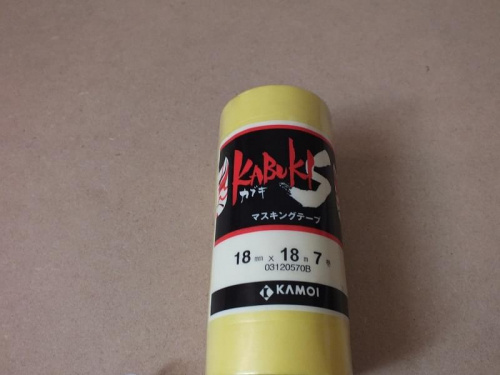 KABUKI S
カブキ
マスキングテープ
18mm x 18m 7巻
03120570B
KAMOI